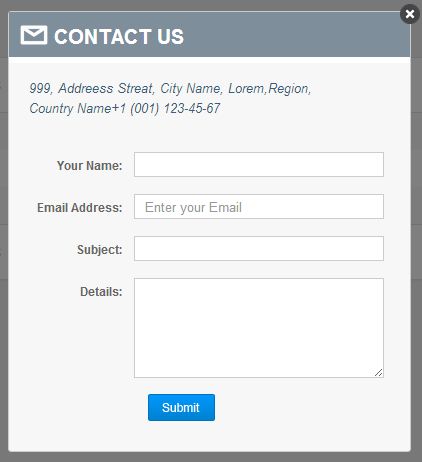 CONTACT US
999, Addreess Streat, City Name, Lorem,Region,
Country Name+1 (001) 123-45-67
Your Name:
Email Address: Enter your Email
Subject:
Details:
Submit